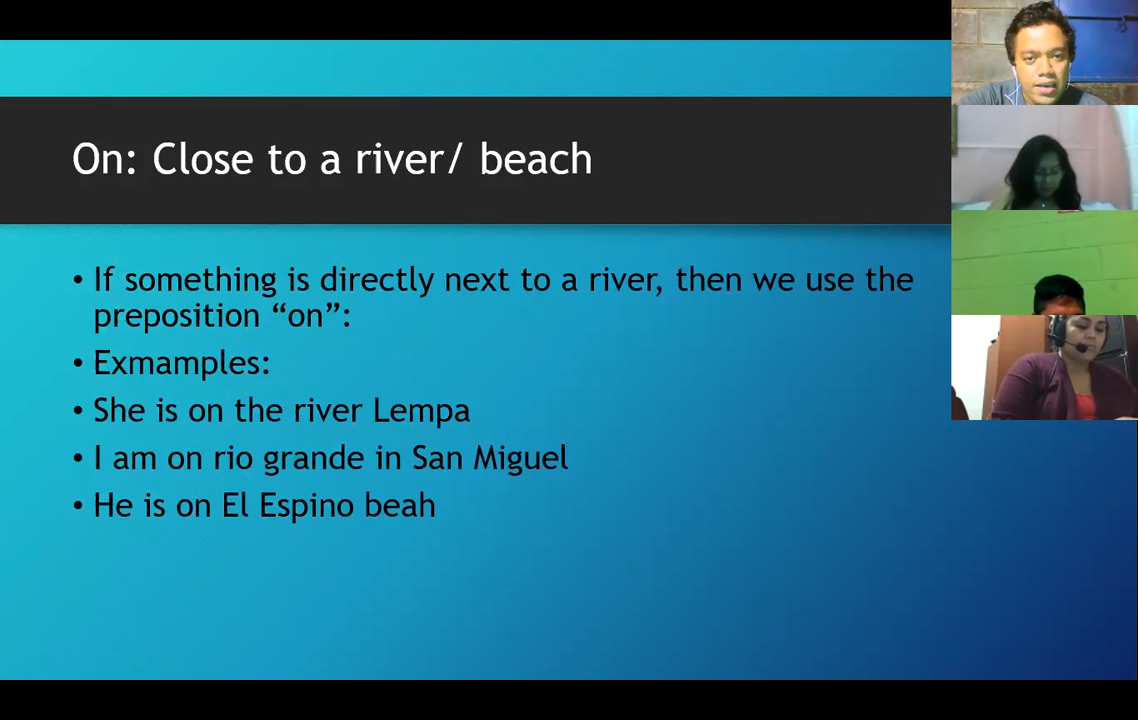 On: Close to a river/ beach
• If something is directly next to a river, then we use the
preposition “on”:
• Exmamples:
• She is on the river Lempa
• I am on rio grande in San Miguel
• He is on El Espino beah